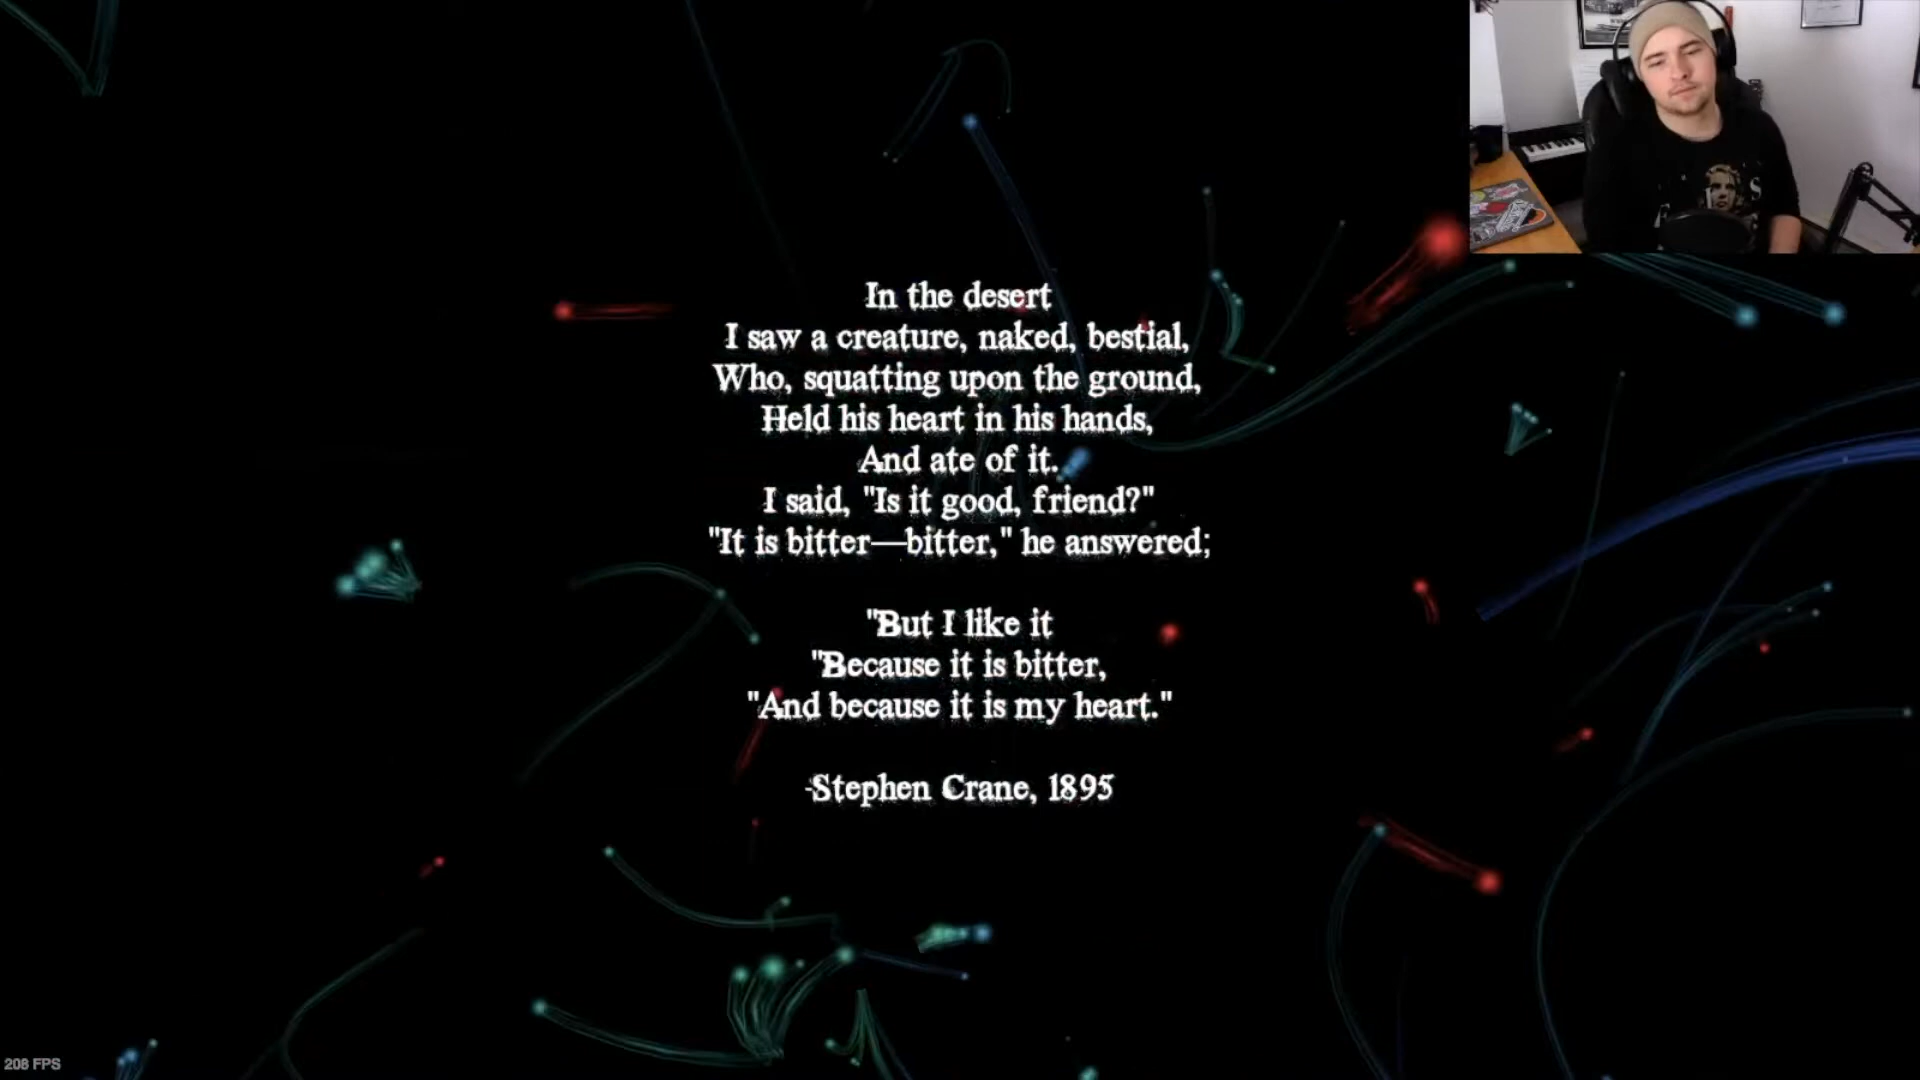 In the desert
I saw a creature, naked, bestial,
Who, squatting upon the ground,
Held his heart in his hands,
And ate of it.
I said, "Is it good, friend?"
"It is bitter—bitter," he answered;
"But I like it
"Because it is bitter,
"And because it is my heart."
-Stephen Crane, 1895
208 FPS